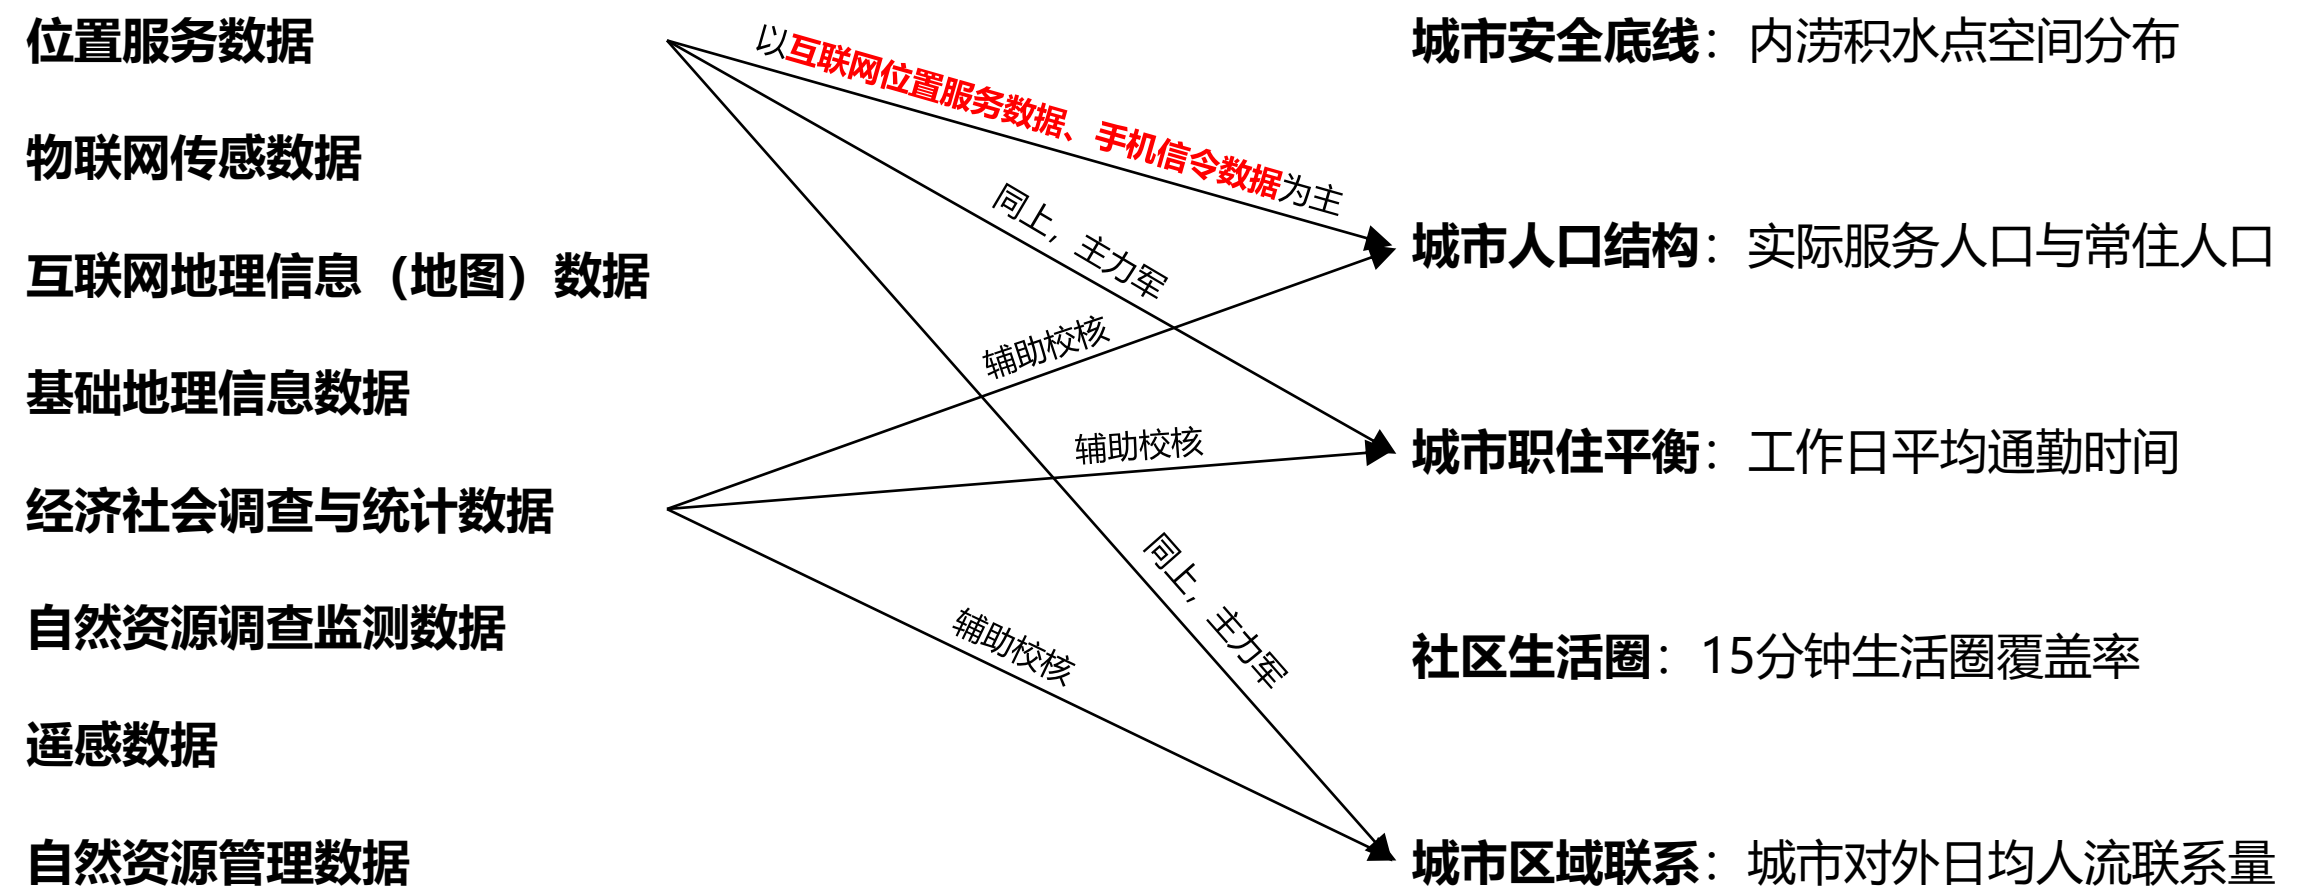 位置服务数据
物联网传感数据
互联网地理信息（地图）数据
基础地理信息数据
经济社会调查与统计数据
自然资源调查监测数据
遥感数据
自然资源管理数据
以互联网位置服务数据、手机信令数据为主
同上，主力军
辅助校核
辅助校核
同上，主力军
辅助校核
城市安全底线：内涝积水点空间分布
城市人口结构：实际服务人口与常住人口
城市职住平衡：工作日平均通勤时间
社区生活圈：15分钟生活圈覆盖率
城市区域联系：城市对外日均人流联系量